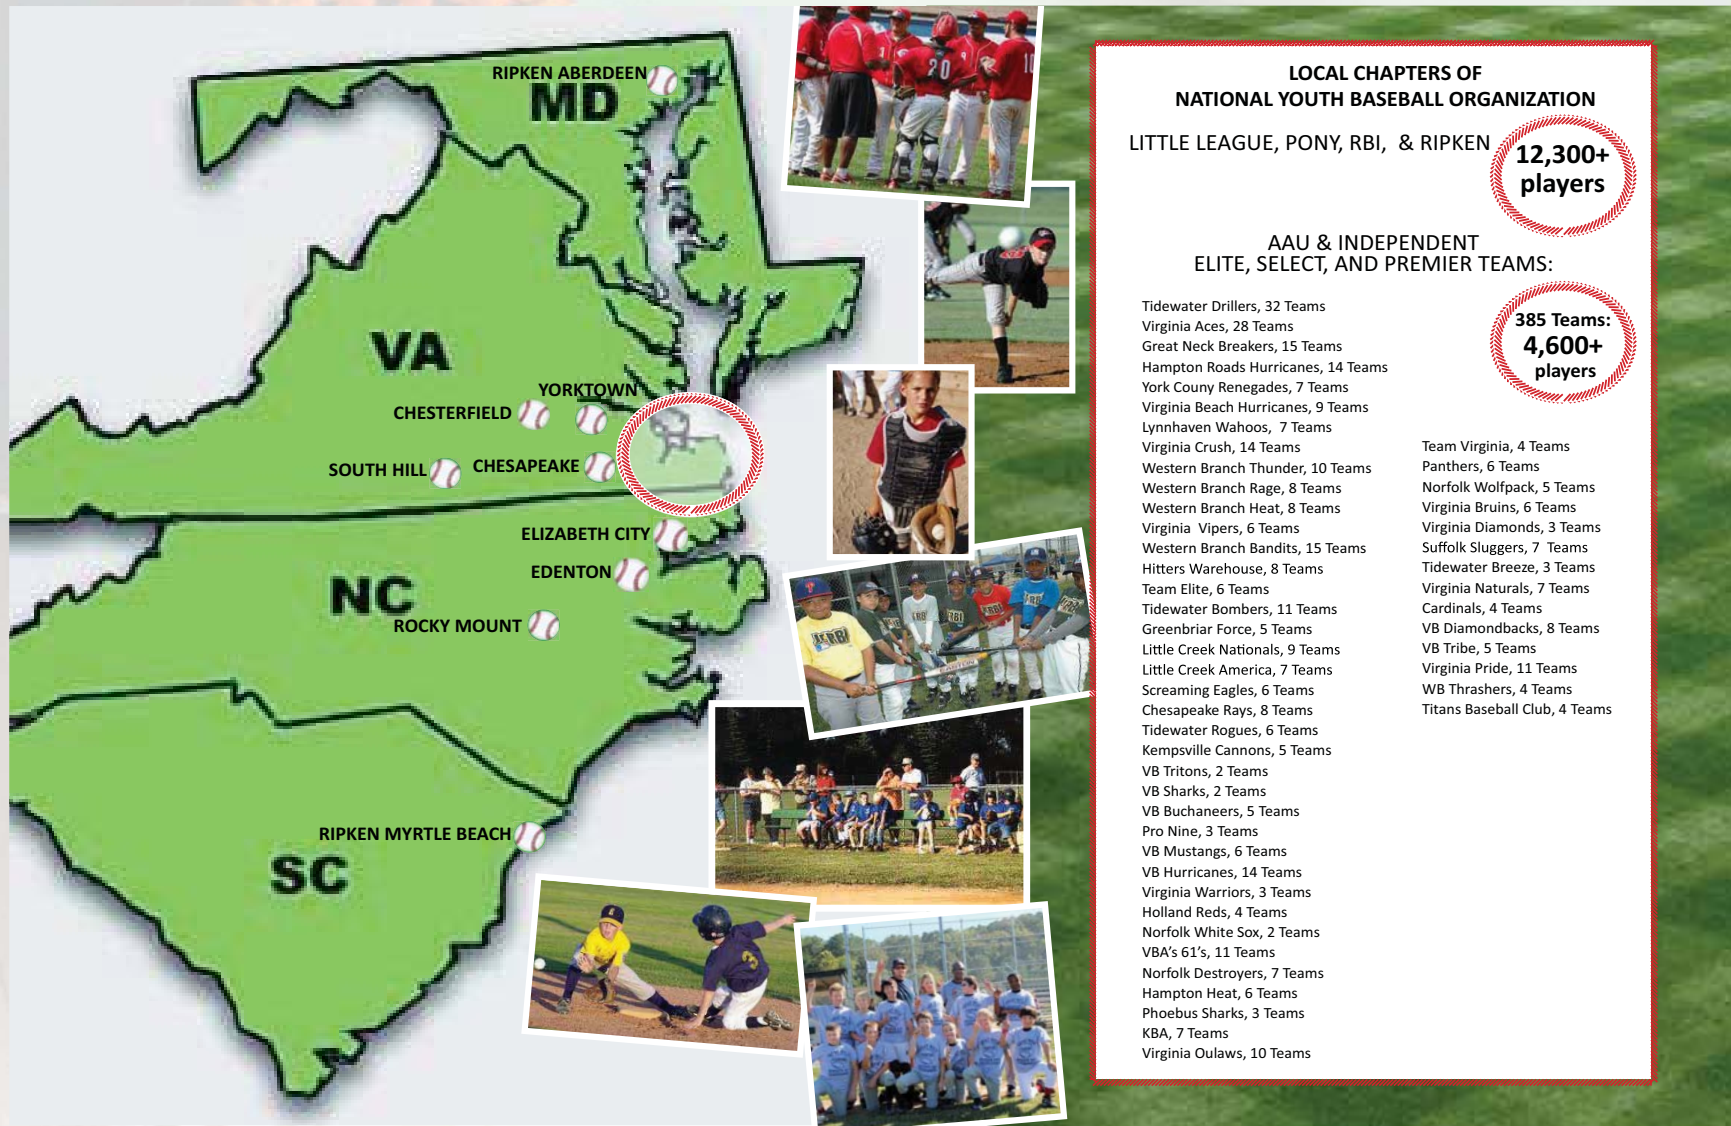 RIPKEN ABERDEEN
MD
VA
YORKTOWN
CHESTERFIELD
SOUTH HILL
CHESAPEAKE
ELIZABETH CITY
EDENTON
NC
ROCKY MOUNT
RIPKEN MYRTLE BEACH
SC
20
10
RBI
RBI
RBI
EASTON
3
LOCAL CHAPTERS OF
NATIONAL YOUTH BASEBALL ORGANIZATION
LITTLE LEAGUE, PONY, RBI,  & RIPKEN
12,300+
players
AAU & INDEPENDENT
ELITE, SELECT, AND PREMIER TEAMS:
385 Teams:
4,600+
players
Tidewater Drillers, 32 Teams
Virginia Aces, 28 Teams
Great Neck Breakers, 15 Teams
Hampton Roads Hurricanes, 14 Teams
York Couny Renegades, 7 Teams
Virginia Beach Hurricanes, 9 Teams
Lynnhaven Wahoos,  7 Teams
Virginia Crush, 14 Teams
Western Branch Thunder, 10 Teams
Western Branch Rage, 8 Teams
Western Branch Heat, 8 Teams
Virginia  Vipers, 6 Teams
Western Branch Bandits, 15 Teams
Hitters Warehouse, 8 Teams
Team Elite, 6 Teams
Tidewater Bombers, 11 Teams
Greenbriar Force, 5 Teams
Little Creek Nationals, 9 Teams
Little Creek America, 7 Teams
Screaming Eagles, 6 Teams
Chesapeake Rays, 8 Teams
Tidewater Rogues, 6 Teams
Kempsville Cannons, 5 Teams
VB Tritons, 2 Teams
VB Sharks, 2 Teams
VB Buchaneers, 5 Teams
Pro Nine, 3 Teams
VB Mustangs, 6 Teams
VB Hurricanes, 14 Teams
Virginia Warriors, 3 Teams
Holland Reds, 4 Teams
Norfolk White Sox, 2 Teams
VBA's 61's, 11 Teams
Norfolk Destroyers, 7 Teams
Hampton Heat, 6 Teams
Phoebus Sharks, 3 Teams
KBA, 7 Teams
Virginia Oulaws, 10 Teams
Team Virginia, 4 Teams
Panthers, 6 Teams
Norfolk Wolfpack, 5 Teams
Virginia Bruins, 6 Teams
Virginia Diamonds, 3 Teams
Suffolk Sluggers, 7  Teams
Tidewater Breeze, 3 Teams
Virginia Naturals, 7 Teams
Cardinals, 4 Teams
VB Diamondbacks, 8 Teams
VB Tribe, 5 Teams
Virginia Pride, 11 Teams
WB Thrashers, 4 Teams
Titans Baseball Club, 4 Teams